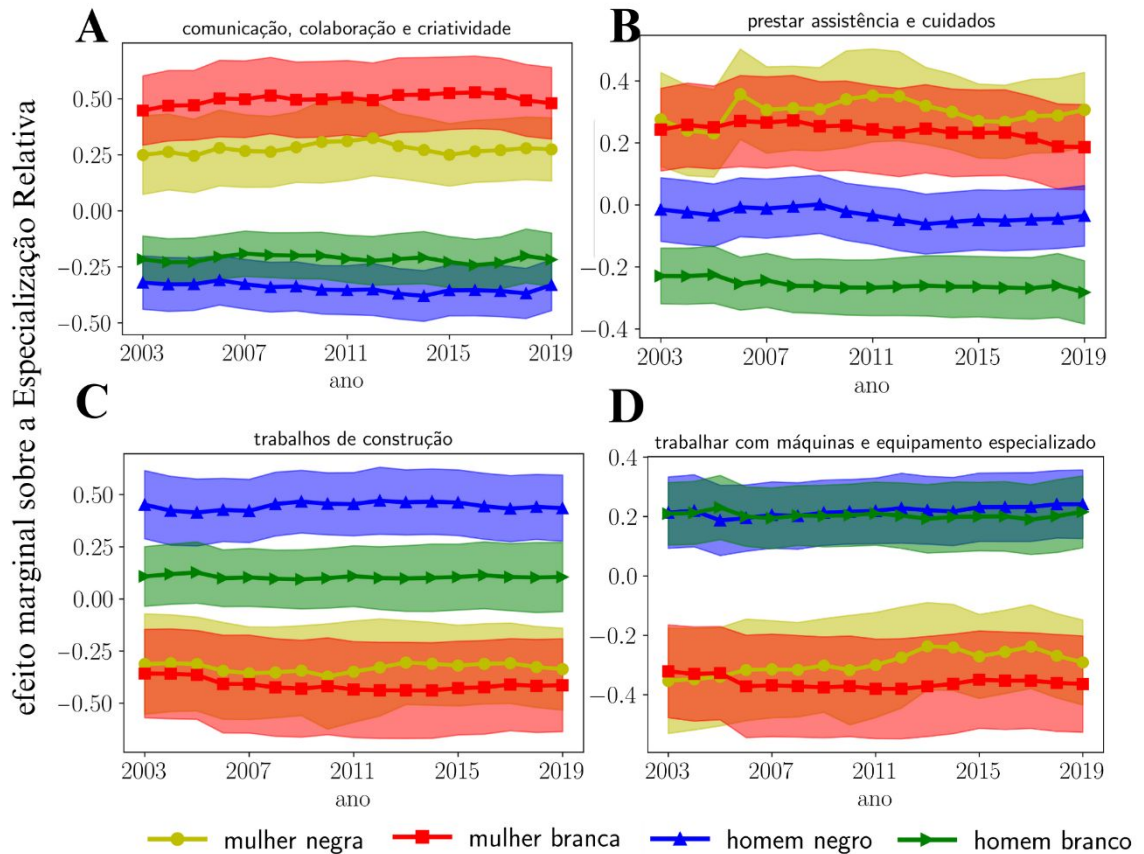 efeito marginal sobre a Especialização Relativa
A
comunicação, colaboração e criatividade
0.50
0.25
0.00
−0.25
−0.50
2003 2007 2011 2015 2019
ano
B
prestar assistência e cuidados
0.4
0.2
0.0
−0.2
−0.4
2003 2007 2011 2015 2019
ano
C
trabalhos de construção
0.50
0.25
0.00
−0.25
−0.50
2003 2007 2011 2015 2019
ano
D
trabalhar com máquinas e equipamento especializado
0.4
0.2
0.0
−0.2
−0.4
2003 2007 2011 2015 2019
ano
mulher negra mulher branca homem negro homem branco